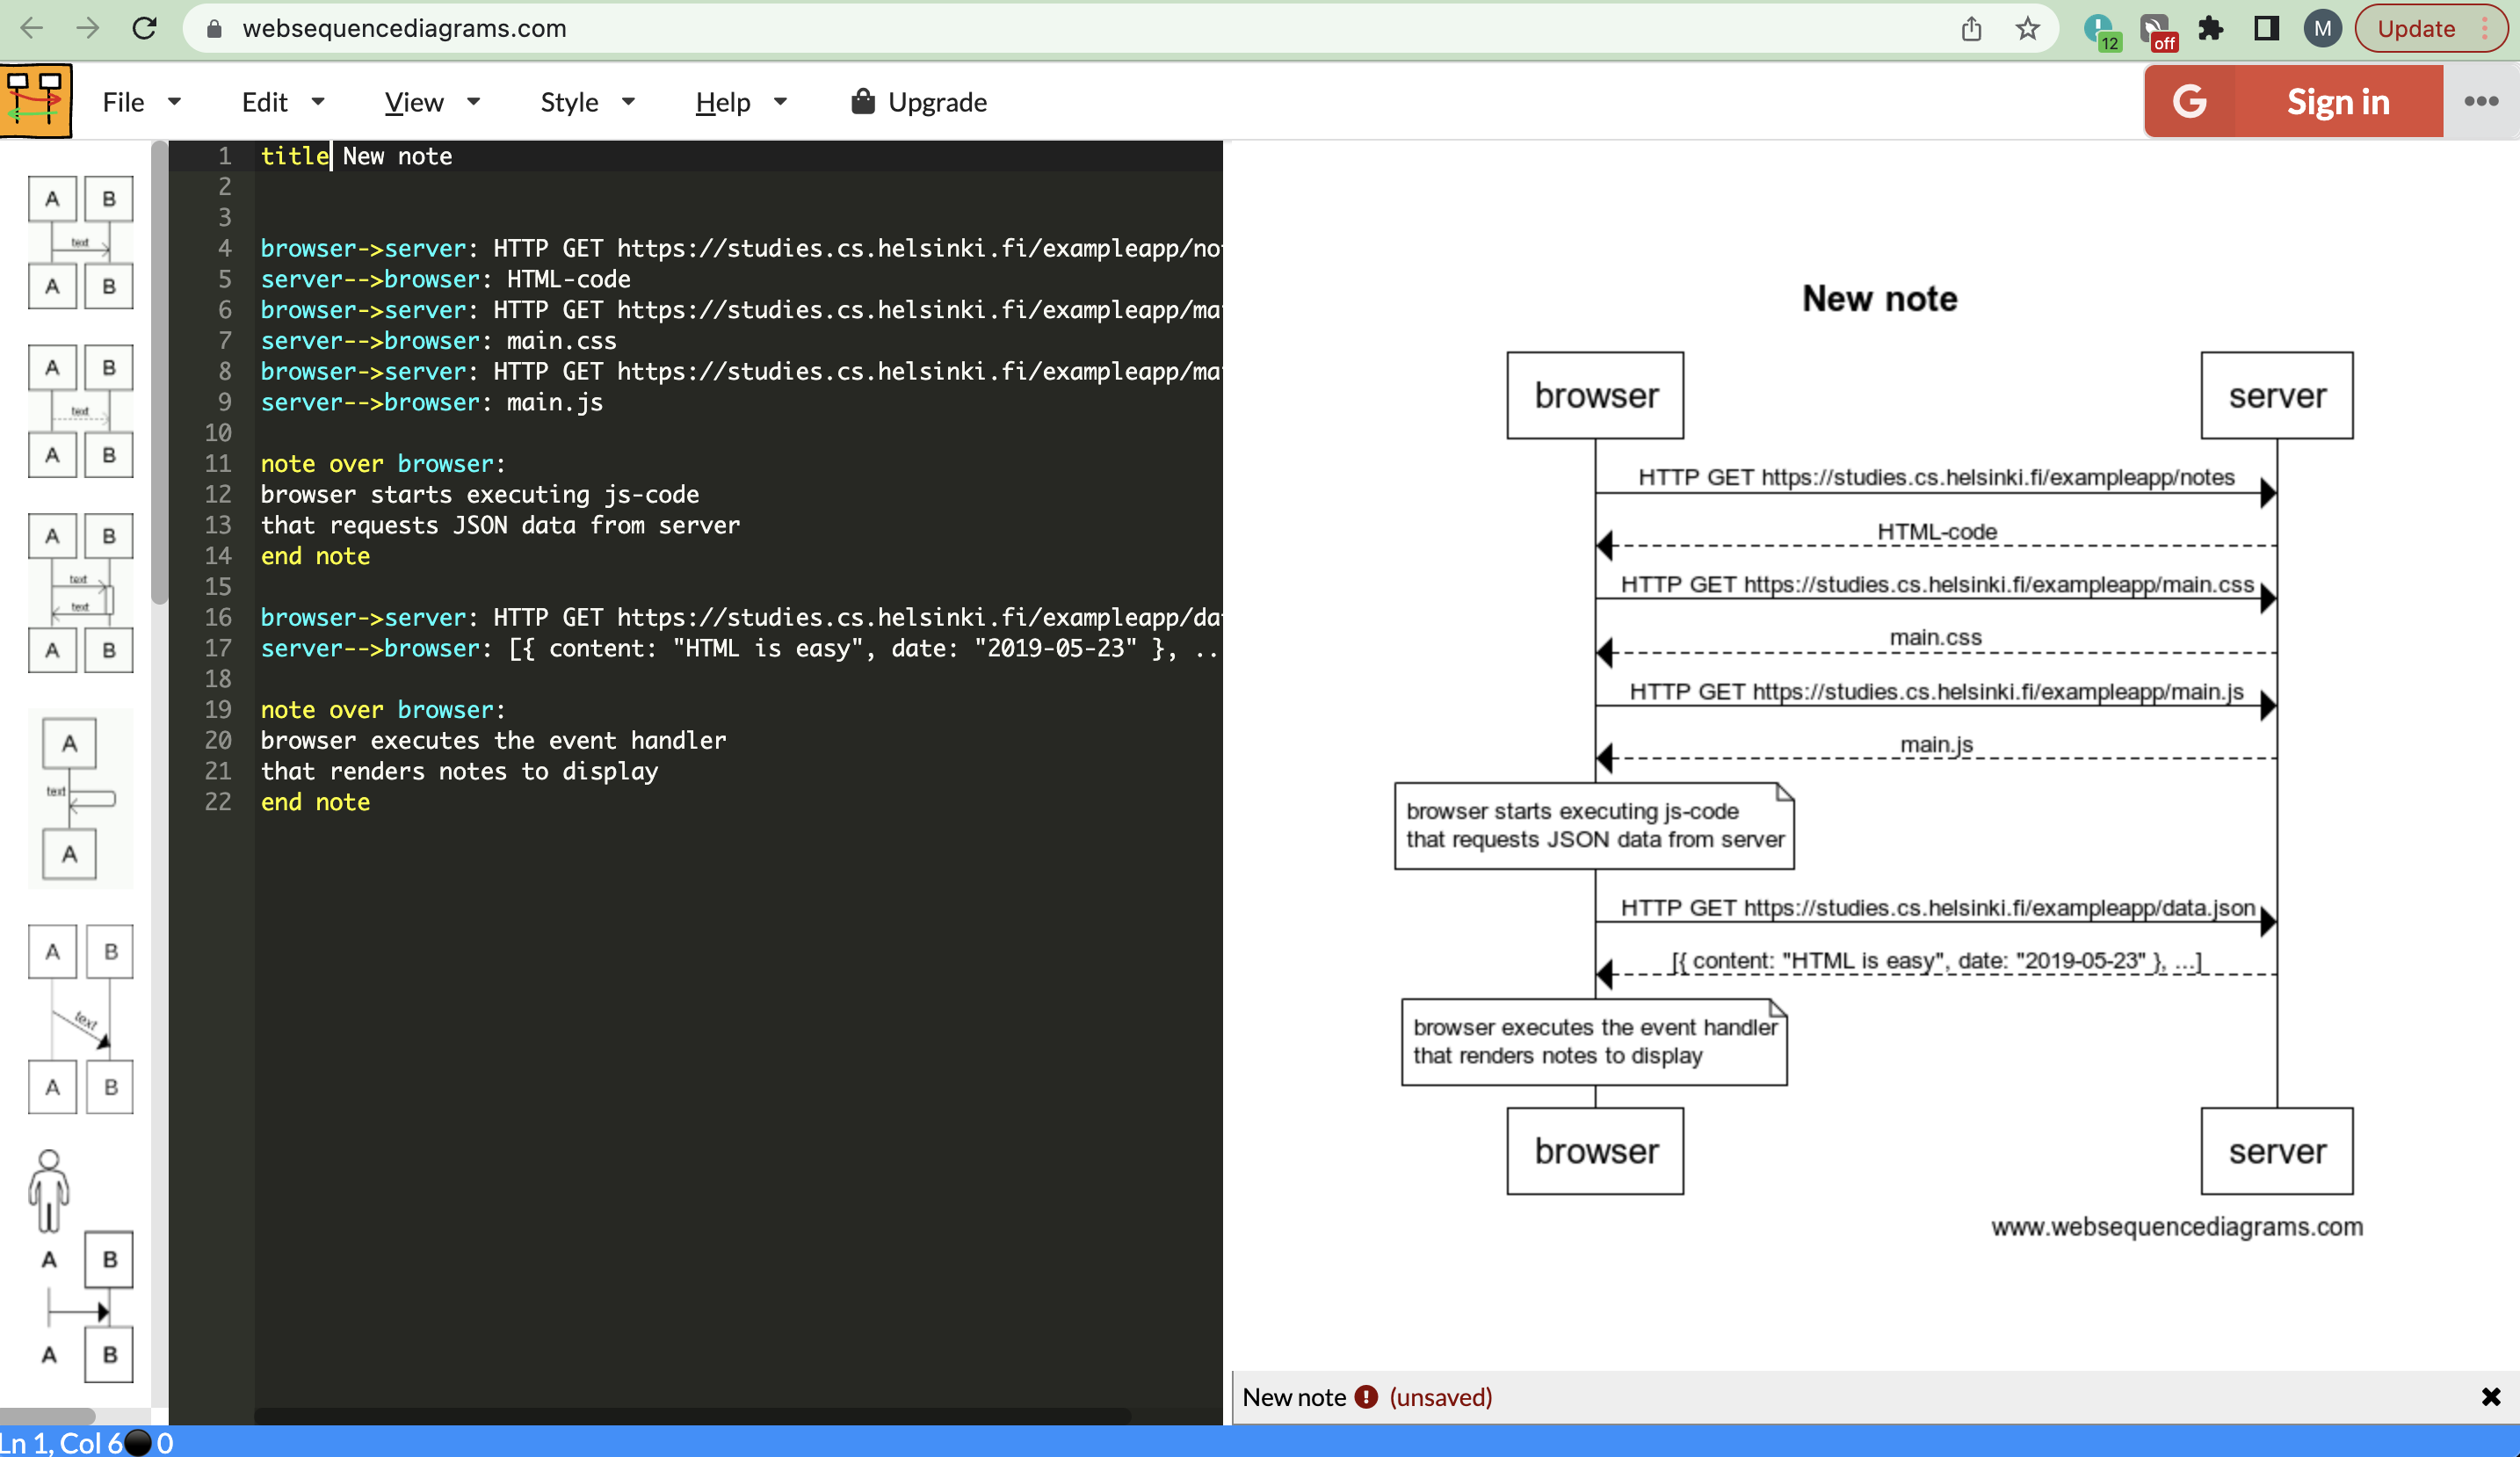 websequencediagrams.com
12
off
M
Update
File
Edit
View
Style
Help
Upgrade
G
Sign in
A B
text
A B
A B
text
A B
A B
text
text
A B
A
text
A
A B
text
A B
A B
A B
1 title New note
2
3
4 browser->server: HTTP GET https://studies.cs.helsinki.fi/exampleapp/no
5 server-->browser: HTML-code
6 browser->server: HTTP GET https://studies.cs.helsinki.fi/exampleapp/ma
7 server-->browser: main.css
8 browser->server: HTTP GET https://studies.cs.helsinki.fi/exampleapp/ma
9 server-->browser: main.js
10
11 note over browser:
12 browser starts executing js-code
13 that requests JSON data from server
14 end note
15
16 browser->server: HTTP GET https://studies.cs.helsinki.fi/exampleapp/da
17 server-->browser: [{ content: "HTML is easy", date: "2019-05-23" }, ..
18
19 note over browser:
20 browser executes the event handler
21 that renders notes to display
22 end note
New note
browser server
HTTP GET https://studies.cs.helsinki.fi/exampleapp/notes
HTML-code
HTTP GET https://studies.cs.helsinki.fi/exampleapp/main.css
main.css
HTTP GET https://studies.cs.helsinki.fi/exampleapp/main.js
main.js
browser starts executing js-code
that requests JSON data from server
HTTP GET https://studies.cs.helsinki.fi/exampleapp/data.json
[{ content: "HTML is easy", date: "2019-05-23" }, ...]
browser executes the event handler
that renders notes to display
browser server
www.websequencediagrams.com
New note (unsaved)
Ln 1, Col 6 0